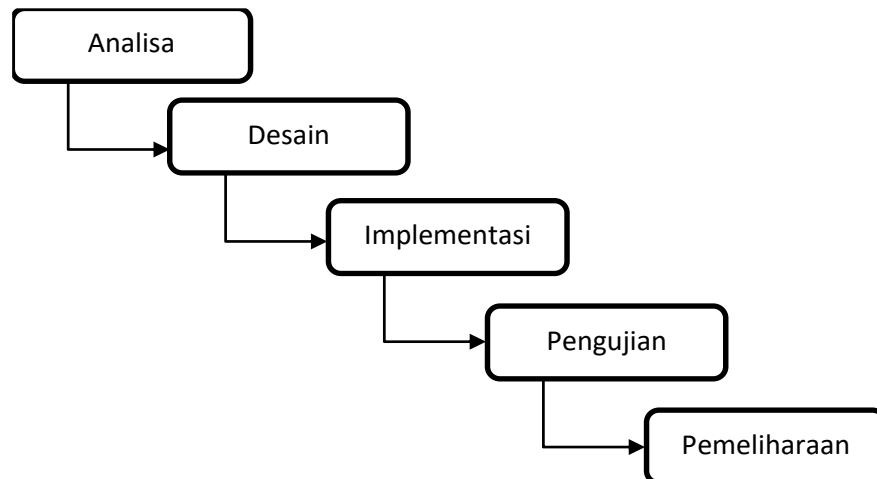 Analisa
Desain
Implementasi
Pengujian
Pemeliharaan